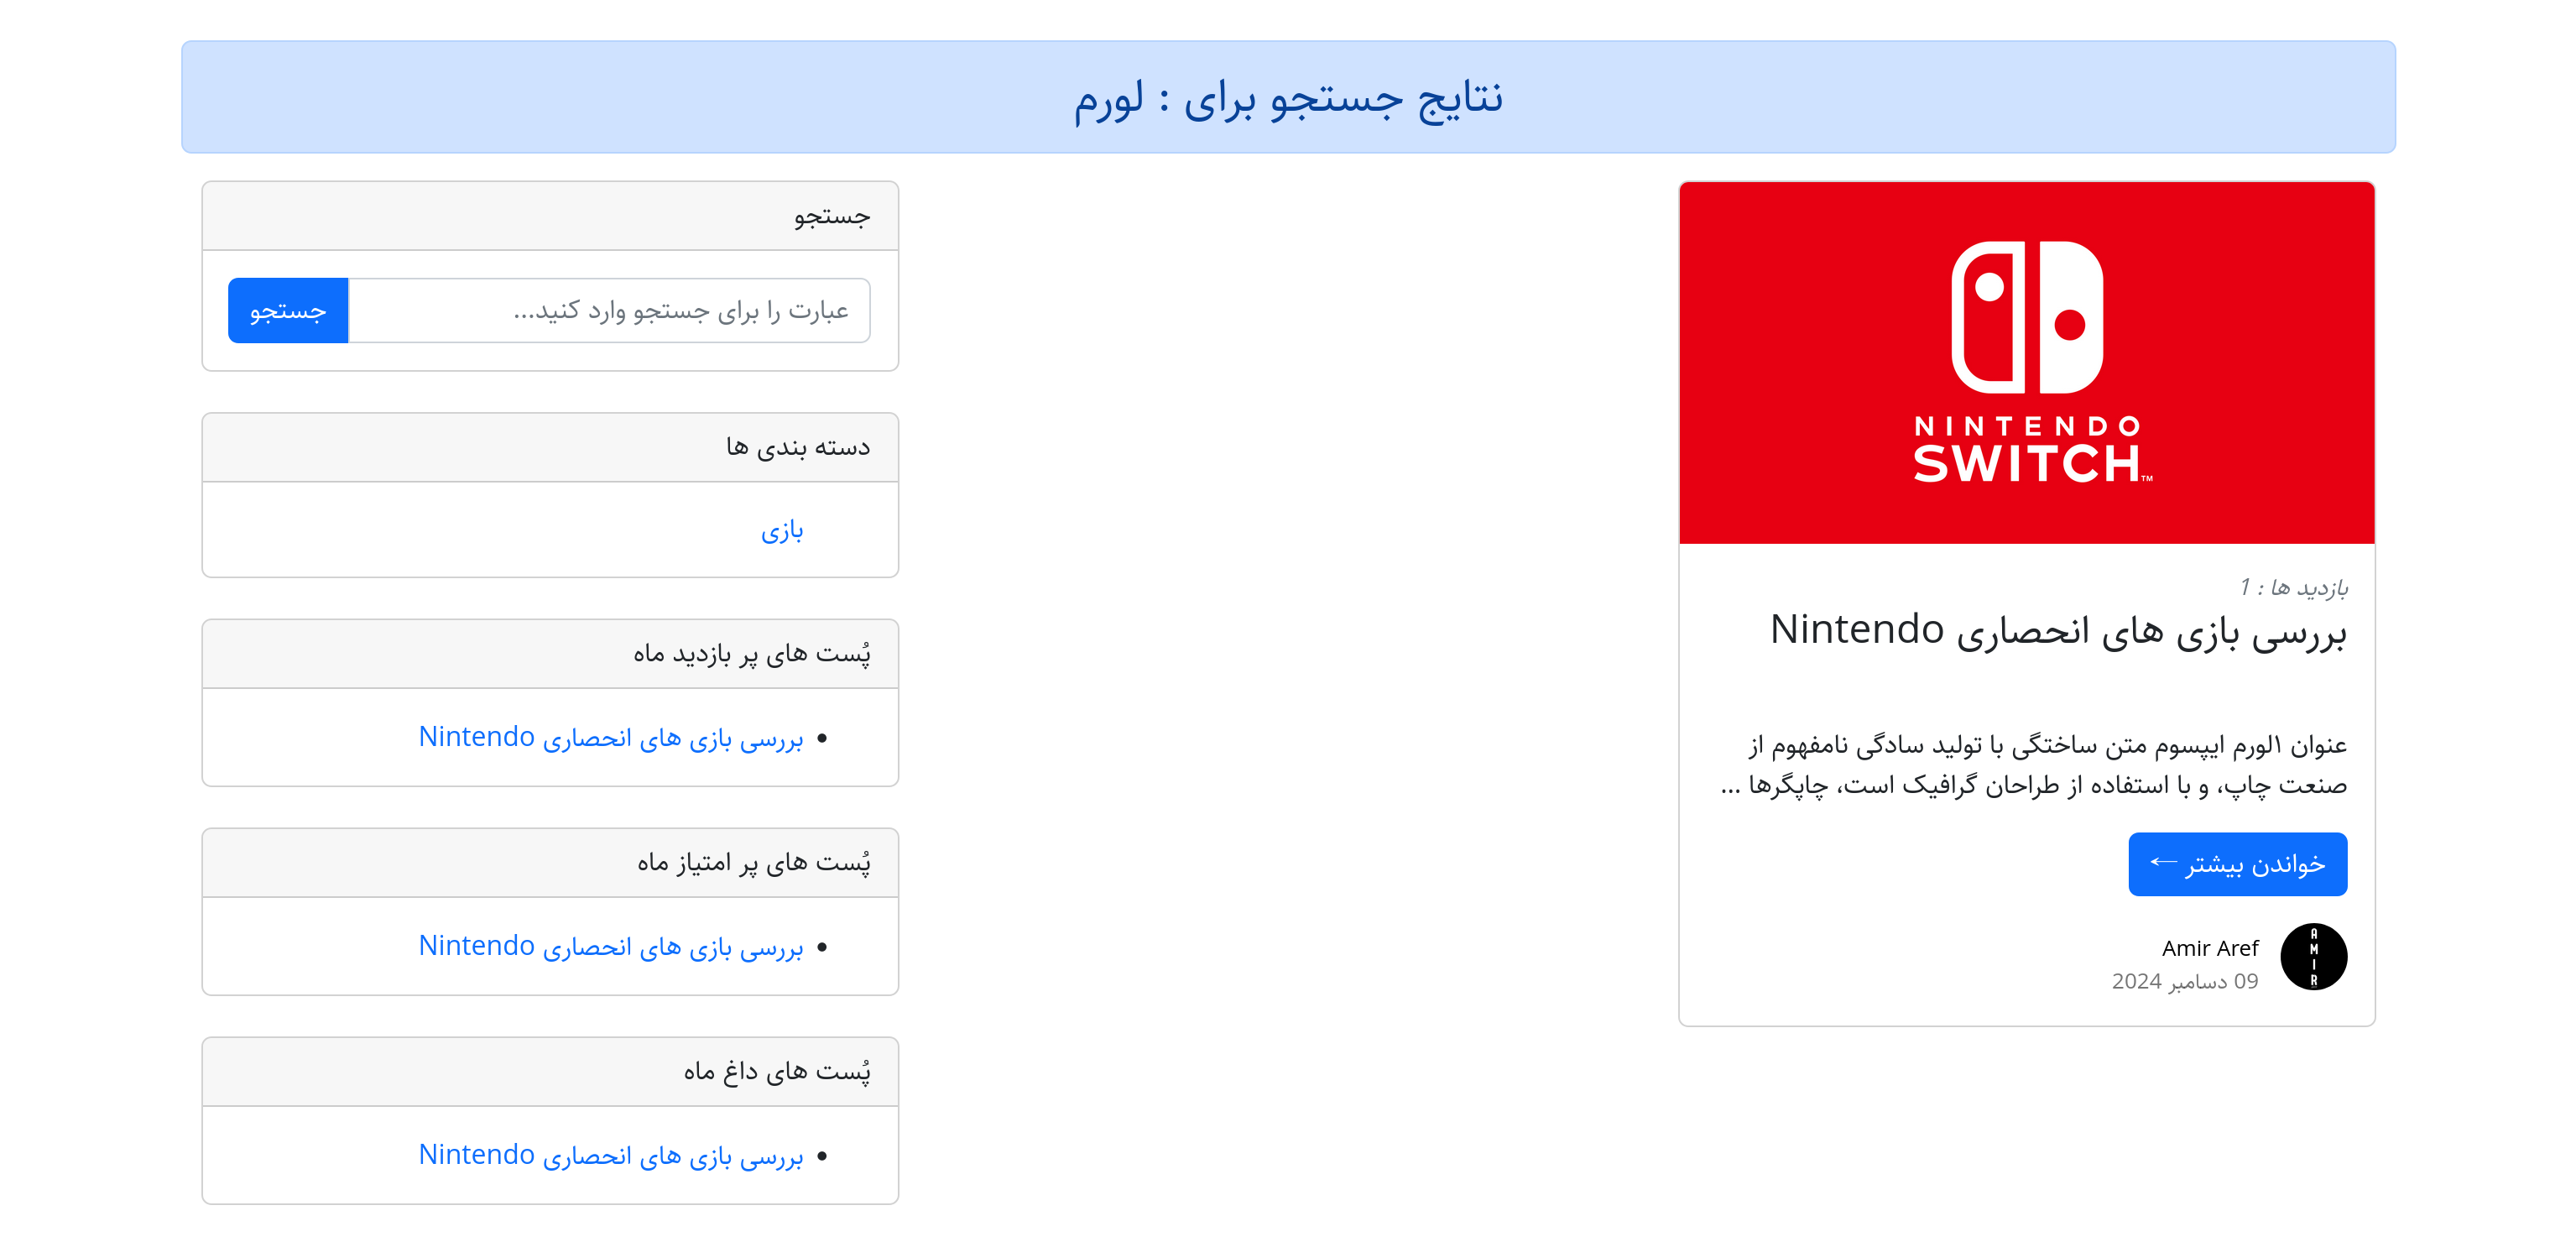 نتایج جستجو برای : لورم
NINTENDO
SWITCH™
بازدید ها : 1
بررسی بازی های انحصاری Nintendo
عنوان ۱لورم ایپسوم متن ساختگی با تولید سادگی نامفهوم از
صنعت چاپ، و با استفاده از طراحان گرافیک است، چاپگرها ...
خواندن بیشتر ←
AMIR
Amir Aref
09 دسامبر 2024
جستجو
عبارت را برای جستجو وارد کنید...
جستجو
دسته بندی ها
بازی
پُست های پر بازدید ماه
• بررسی بازی های انحصاری Nintendo
پُست های پر امتیاز ماه
• بررسی بازی های انحصاری Nintendo
پُست های داغ ماه
• بررسی بازی های انحصاری Nintendo